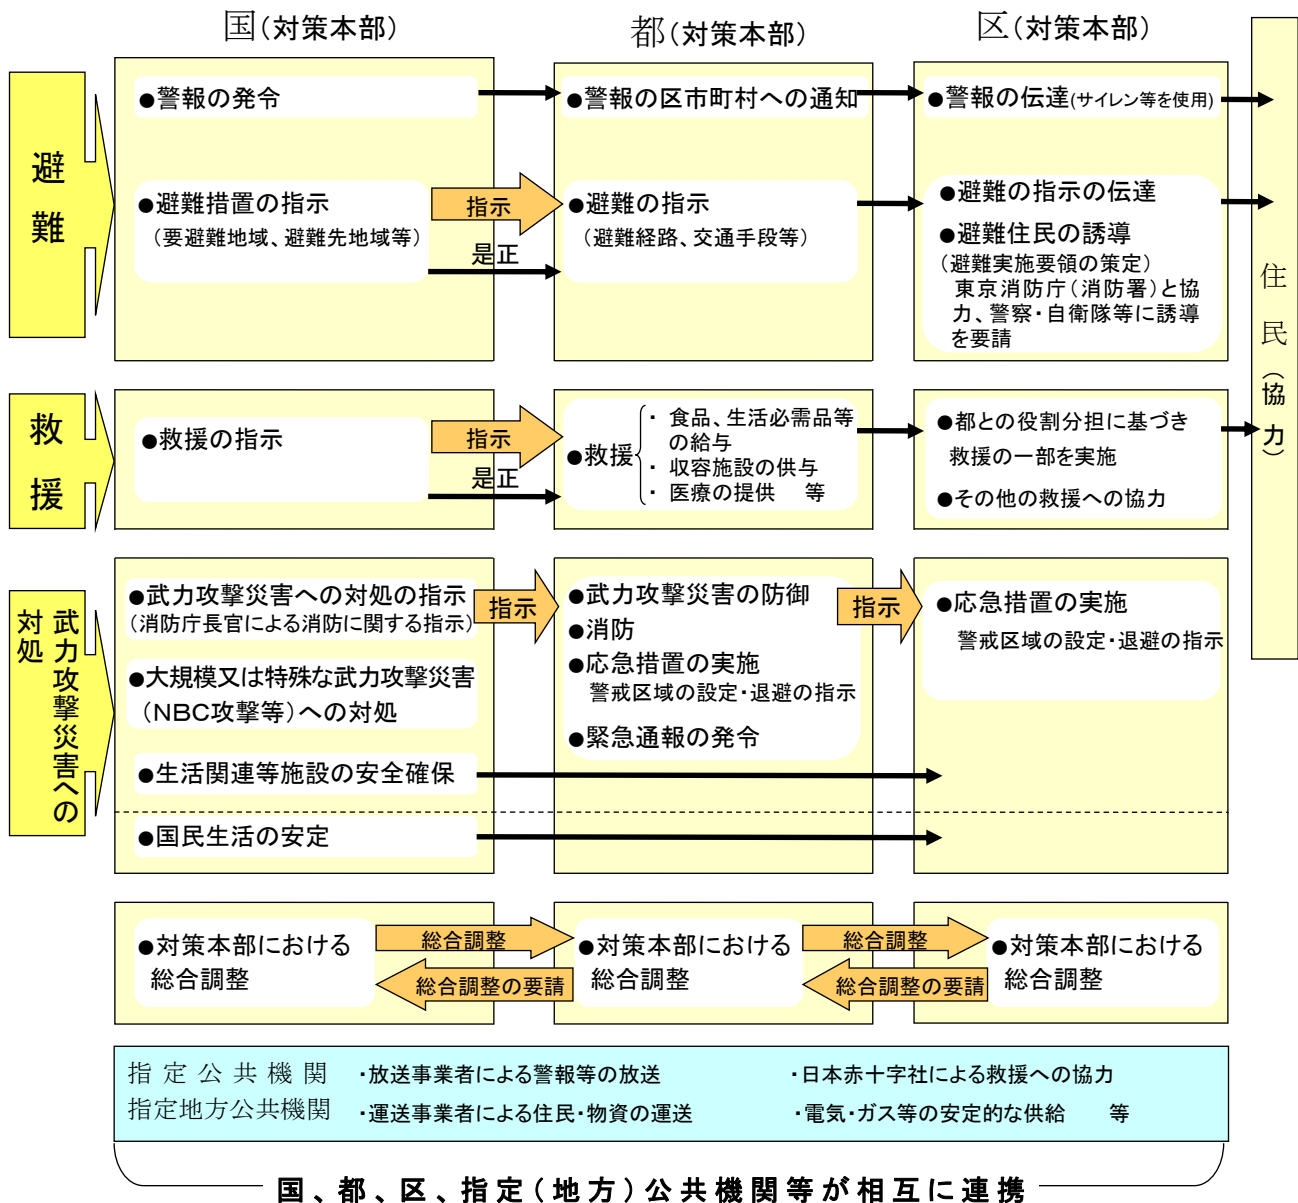 国(対策本部)
都(対策本部)
区(対策本部)
避難
●警報の発令
●警報の区市町村への通知
●警報の伝達(サイレン等を使用)
●避難措置の指示
(要避難地域、避難先地域等)
指示
是正
●避難の指示
(避難経路、交通手段等)
●避難の指示の伝達
●避難住民の誘導
(避難実施要領の策定)
東京消防庁(消防署)と協
力、警察・自衛隊等に誘導
を要請
住民(協力)
救援
●救援の指示
指示
是正
●救援
・ 食品、生活必需品等
の給与
・ 収容施設の供与
・ 医療の提供 等
●都との役割分担に基づき
救援の一部を実施
●その他の救援への協力
武力攻撃災害への
対処
●武力攻撃災害への対処の指示
(消防庁長官による消防に関する指示)
●大規模又は特殊な武力攻撃災害
(NBC攻撃等)への対処
●生活関連等施設の安全確保
●国民生活の安定
指示
●武力攻撃災害の防御
●消防
●応急措置の実施
警戒区域の設定・退避の指示
●緊急通報の発令
指示
●応急措置の実施
警戒区域の設定・退避の指示
●対策本部における
総合調整
総合調整
総合調整の要請
●対策本部における
総合調整
総合調整
総合調整の要請
●対策本部における
総合調整
指定公共機関
指定地方公共機関
・放送事業者による警報等の放送
・日本赤十字社による救援への協力
・運送事業者による住民・物資の運送
・電気・ガス等の安定的な供給 等
国、都、区、指定(地方)公共機関等が相互に連携